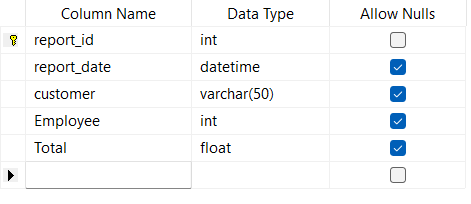 Column Name Data Type Allow Nulls
report_id int
report_date datetime
customer varchar(50)
Employee int
Total float